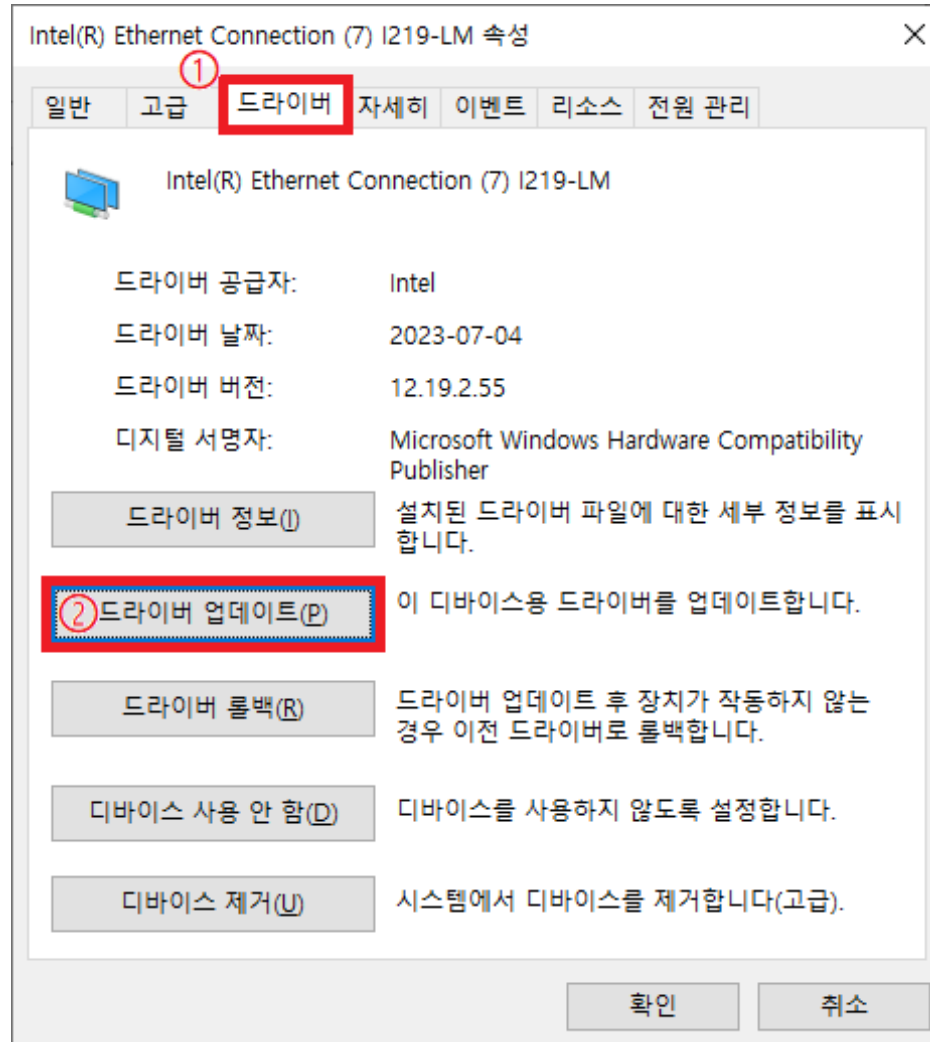 Intel(R) Ethernet Connection (7) I219-LM 속성
①
일반 고급 드라이버 자세히 이벤트 리소스 전원 관리
Intel(R) Ethernet Connection (7) I219-LM
드라이버 공급자: Intel
드라이버 날짜: 2023-07-04
드라이버 버전: 12.19.2.55
디지털 서명자: Microsoft Windows Hardware Compatibility
Publisher
드라이버 정보(I) 설치된 드라이버 파일에 대한 세부 정보를 표시
합니다.
②드라이버 업데이트(P) 이 디바이스용 드라이버를 업데이트합니다.
드라이버 롤백(R) 드라이버 업데이트 후 장치가 작동하지 않는
경우 이전 드라이버로 롤백합니다.
디바이스 사용 안 함(D) 디바이스를 사용하지 않도록 설정합니다.
디바이스 제거(U) 시스템에서 디바이스를 제거합니다(고급).
확인 취소